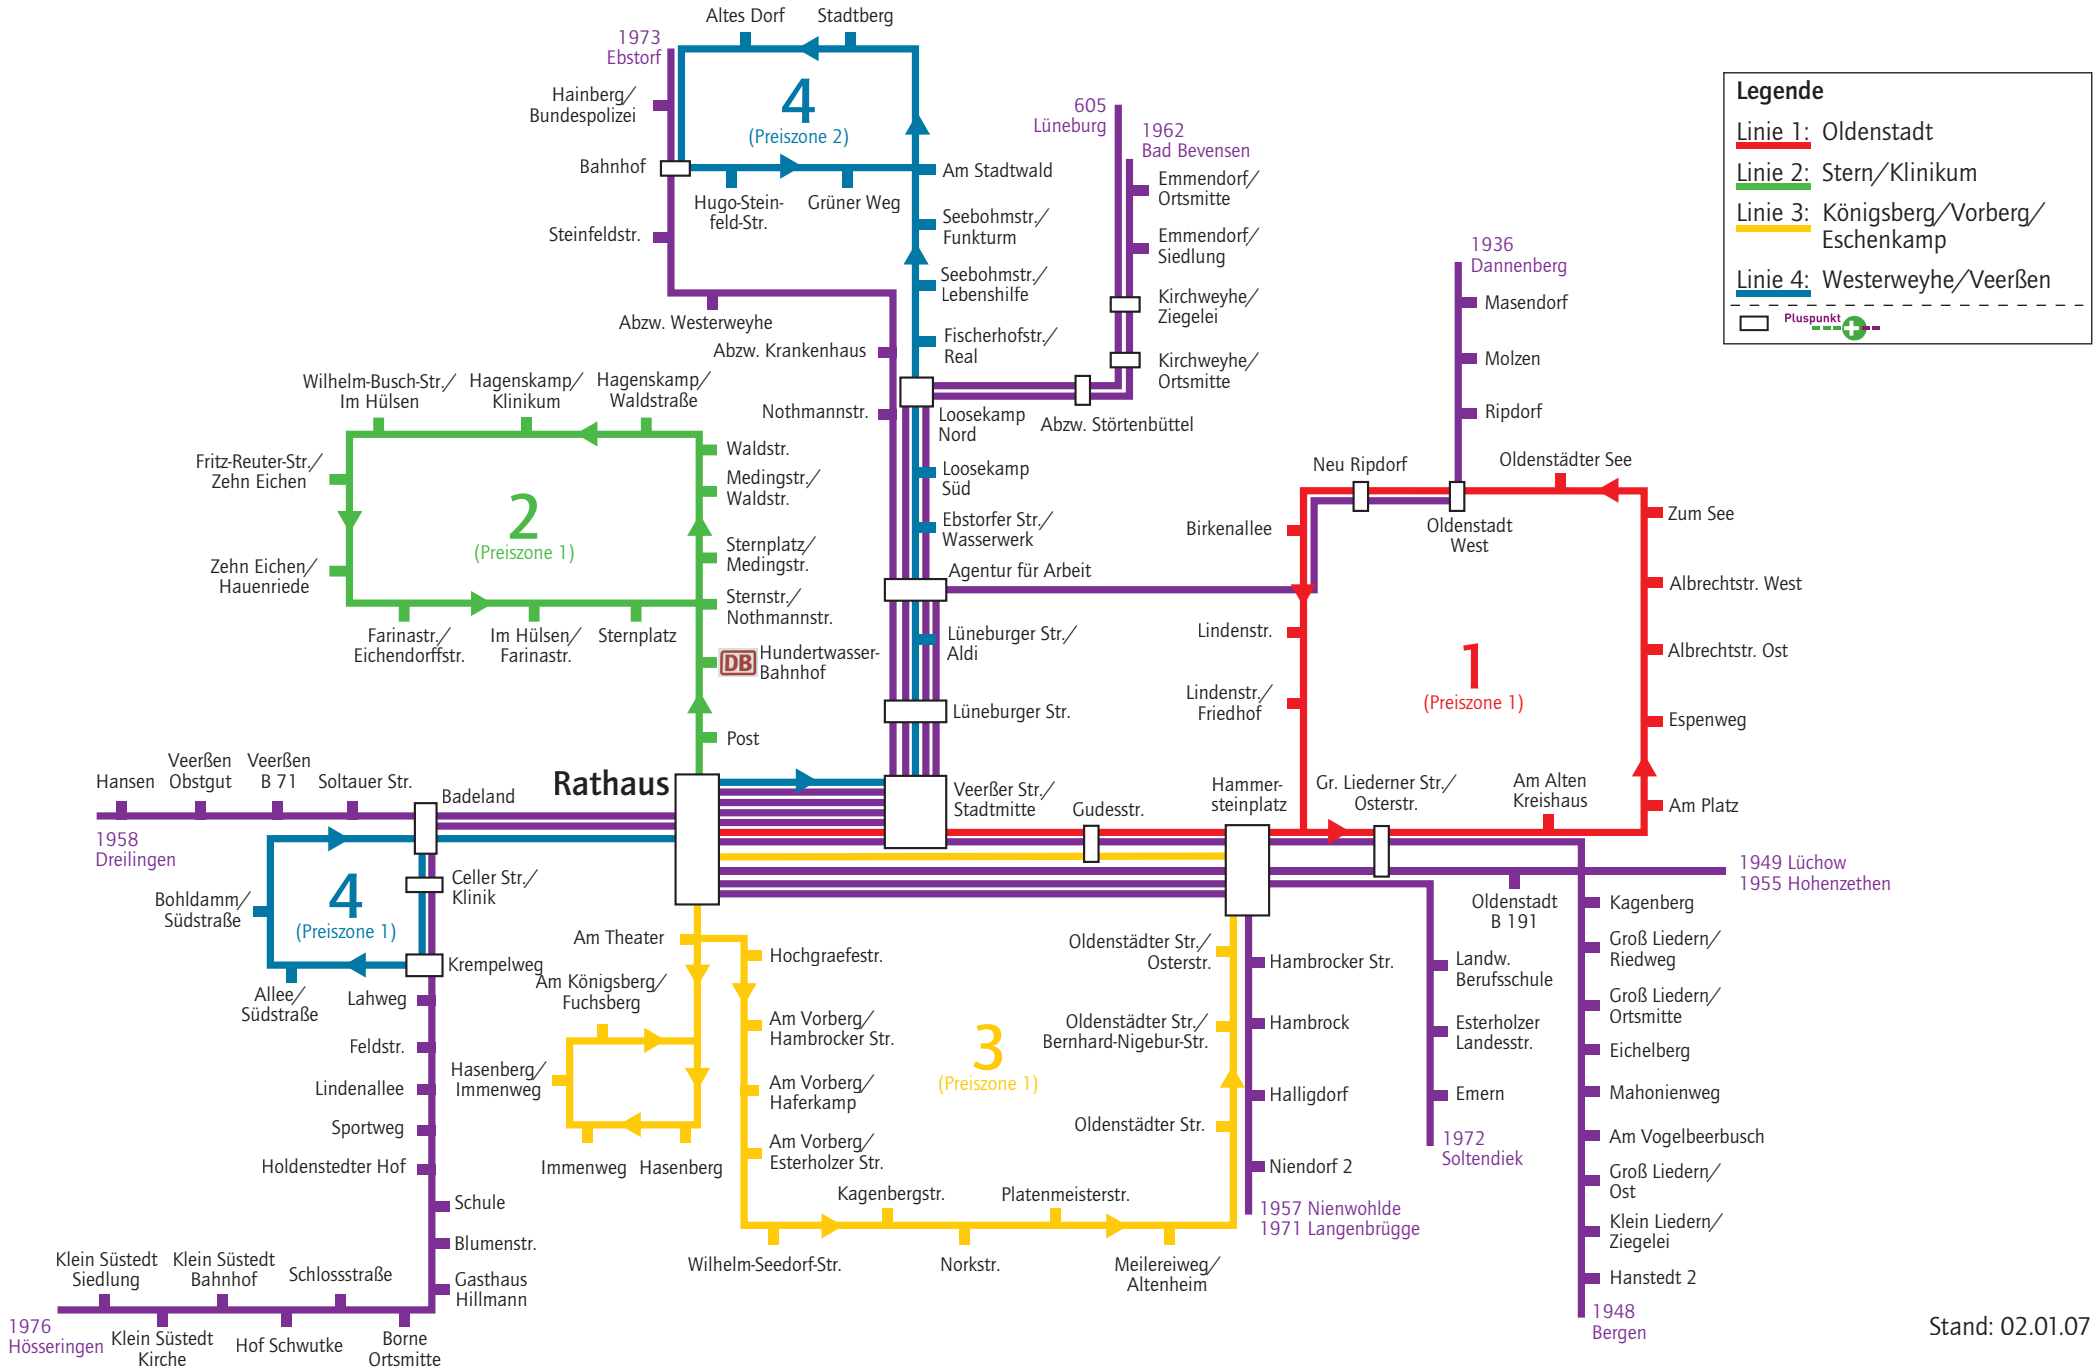 Altes Dorf
Stadtberg
1973
Ebstorf
Hainberg/
Bundespolizei
4
(Preiszone 2)
Bahnhof
Hugo-Stein-
feld-Str.
Grüner Weg
Am Stadtwald
Steinfeldstr.
Seebohmstr./
Funkturm
Seebohmstr./
Lebenshilfe
Abzw. Westerweyhe
Fischerhofstr./
Real
Abzw. Krankenhaus
Nothmannstr.
Loosekamp
Nord
605
Lüneburg
1962
Bad Bevensen
Emmendorf/
Ortsmitte
Emmendorf/
Siedlung
Kirchweyhe/
Ziegelei
Kirchweyhe/
Ortsmitte
Abzw. Störtenbüttel
Legende
Linie 1: Oldenstadt
Linie 2: Stern/Klinikum
Linie 3: Königsberg/Vorberg/
Eschenkamp
Linie 4: Westerweyhe/Veerßen
Pluspunkt
1936
Dannenberg
Masendorf
Molzen
Ripdorf
Wilhelm-Busch-Str./
Im Hülsen
Hagenskamp/
Klinikum
Hagenskamp/
Waldstraße
Waldstr.
Medingstr./
Waldstr.
Fritz-Reuter-Str./
Zehn Eichen
2
(Preiszone 1)
Sternplatz/
Medingstr.
Zehn Eichen/
Hauenriede
Sternstr./
Nothmannstr.
Farinastr./
Eichendorffstr.
Im Hülsen/
Farinastr.
Sternplatz
DB
Hundertwasser-
Bahnhof
Post
Loosekamp
Süd
Ebstorfer Str./
Wasserwerk
Agentur für Arbeit
Lüneburger Str./
Aldi
Lüneburger Str.
Neu Ripdorf
Oldenstädter See
Birkenallee
Oldenstadt
West
Zum See
Albrechtstr. West
Lindenstr.
Albrechtstr. Ost
1
(Preiszone 1)
Lindenstr./
Friedhof
Espenweg
Am Platz
Hansen
Veerßen
Obstgut
Veerßen
B 71
Soltauer Str.
Badeland
Rathaus
Veerßer Str./
Stadtmitte
Gudesstr.
Hammer-
steinplatz
Gr. Liederner Str./
Osterstr.
Am Alten
Kreishaus
1958
Dreilingen
Bohldamm/
Südstraße
4
(Preiszone 1)
Celler Str./
Klinik
Krempelweg
Allee/
Südstraße
Lahweg
Feldstr.
Lindenallee
Sportweg
Holdenstedter Hof
Schule
Blumenstr.
Gasthaus
Hillmann
Klein Süstedt
Siedlung
Klein Süstedt
Bahnhof
Schlossstraße
1976
Hösseringen
Klein Süstedt
Kirche
Hof Schwutke
Borne
Ortsmitte
Am Theater
Am Königsberg/
Fuchsberg
Hasenberg/
Immenweg
Immenweg
Hasenberg
Hochgraefestr.
Am Vorberg/
Hambrocker Str.
Am Vorberg/
Haferkamp
Am Vorberg/
Esterholzer Str.
3
(Preiszone 1)
Kagenbergstr.
Platenmeisterstr.
Wilhelm-Seedorf-Str.
Norkstr.
Meilereiweg/
Altenheim
Oldenstädter Str./
Osterstr.
Oldenstädter Str./
Bernhard-Nigebur-Str.
Oldenstädter Str.
Hambrocker Str.
Hambrock
Halligdorf
Niendorf 2
1957 Nienwohlde
1971 Langenbrügge
Landw.
Berufsschule
Esterholzer
Landesstr.
Emern
1972
Soltendiek
Oldenstadt
B 191
1949 Lüchow
1955 Hohenzethen
Kagenberg
Groß Liedern/
Riedweg
Groß Liedern/
Ortsmitte
Eichelberg
Mahonienweg
Am Vogelbeerbusch
Groß Liedern/
Ost
Klein Liedern/
Ziegelei
Hanstedt 2
1948
Bergen
Stand: 02.01.07